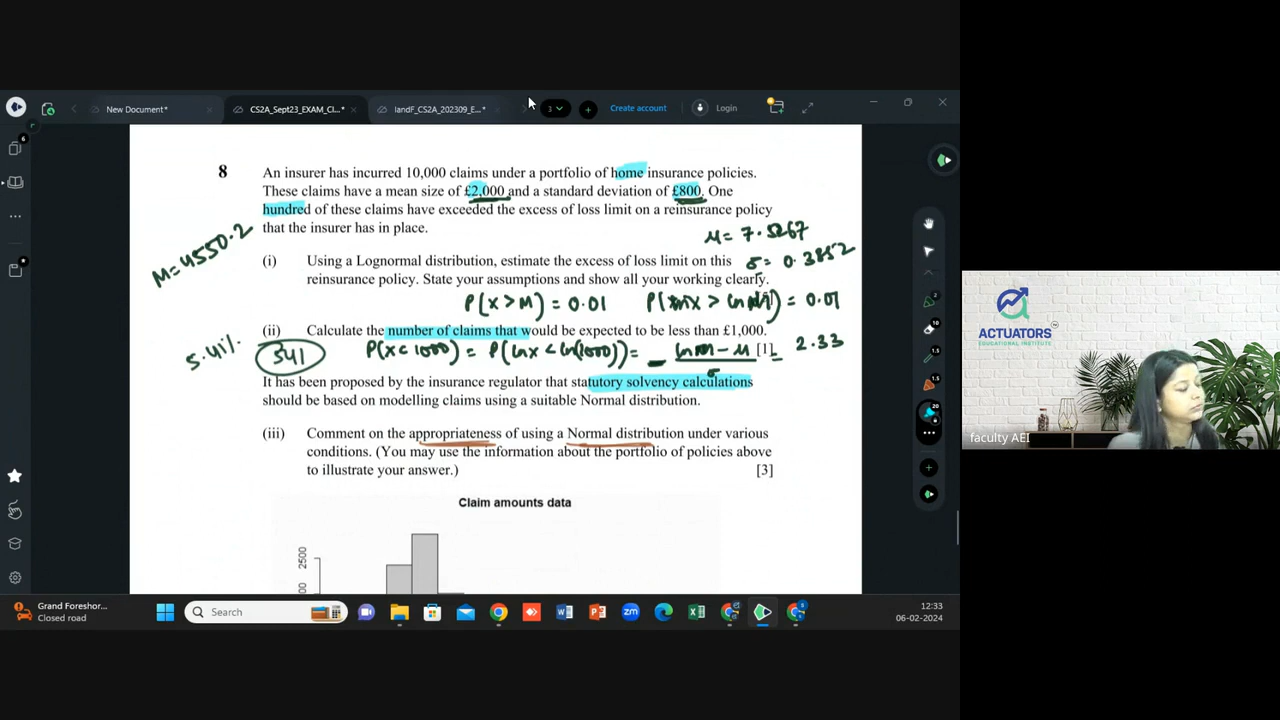 New Document*
CS2A_Sept23_EXAM_Cl...*
IandF_CS2A_202309_E...*
3
Create account
Login
8 An insurer has incurred 10,000 claims under a portfolio of home insurance policies.
These claims have a mean size of £2,000 and a standard deviation of £800. One
hundred of these claims have exceeded the excess of loss limit on a reinsurance policy
that the insurer has in place.
M=4550.2
μ= 7.5267
(i) Using a Lognormal distribution, estimate the excess of loss limit on this
σ= 0.3852
reinsurance policy. State your assumptions and show all your working clearly.
P(X>M)=0.01
= 0.01
(ii) Calculate the number of claims that would be expected to be less than £1,000.
[1]
5.41%
541
P(X<1000) = P(lnX < ln(1000)) =
lnM-μ
σ
= 2.33
It has been proposed by the insurance regulator that statutory solvency calculations
should be based on modelling claims using a suitable Normal distribution.
(iii) Comment on the appropriateness of using a Normal distribution under various
conditions. (You may use the information about the portfolio of policies above
to illustrate your answer.) [3]
Claim amounts data
2500
ACTUATORS
EDUCATIONAL INSTITUTE
faculty AEI
Grand Foreshor...
Closed road
Search
12:33
06-02-2024